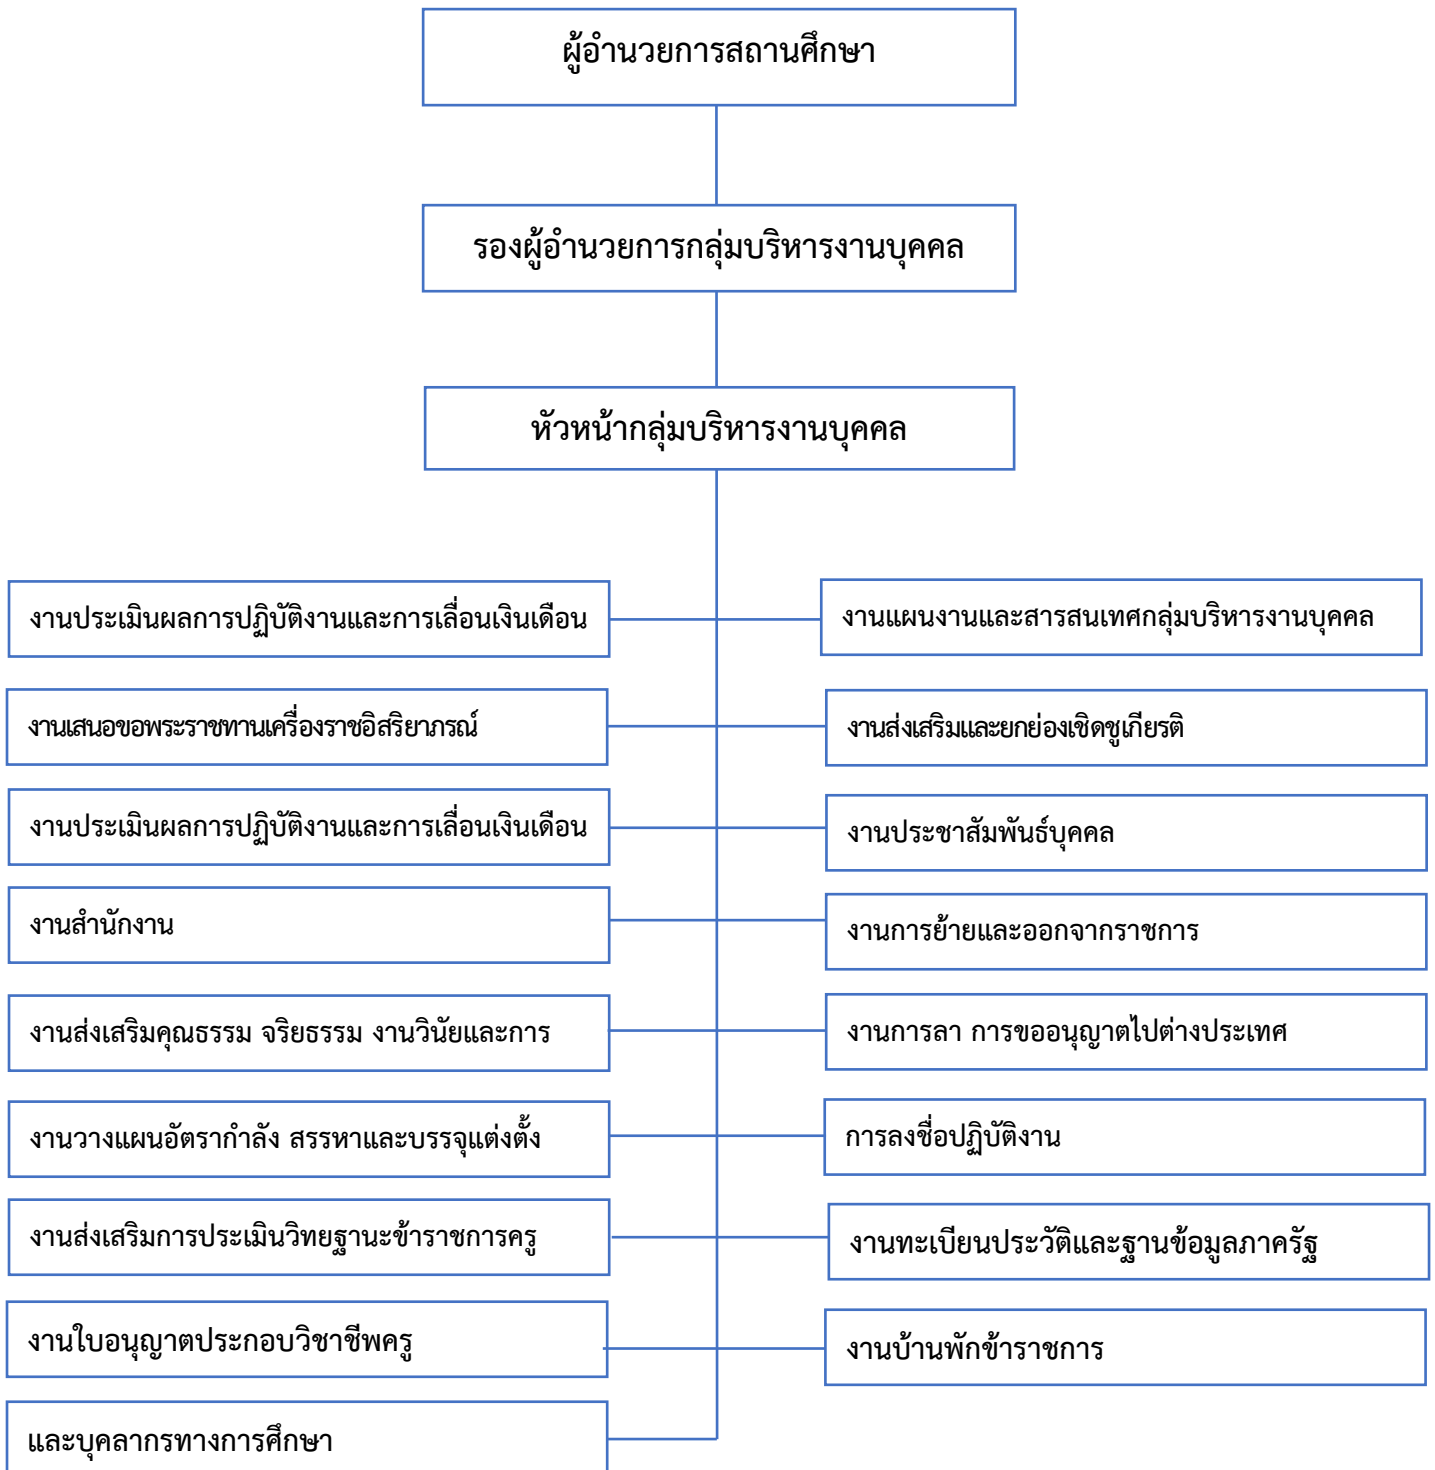 ผู้อำนวยการสถานศึกษา
รองผู้อำนวยการกลุ่มบริหารงานบุคคล
หัวหน้ากลุ่มบริหารงานบุคคล
งานประเมินผลการปฏิบัติงานและการเลื่อนเงินเดือน
งานแผนงานและสารสนเทศกลุ่มบริหารงานบุคคล
งานเสนอขอพระราชทานเครื่องราชอิสริยาภรณ์
งานส่งเสริมและยกย่องเชิดชูเกียรติ
งานประเมินผลการปฏิบัติงานและการเลื่อนเงินเดือน
งานประชาสัมพันธ์บุคคล
งานสำนักงาน
งานการย้ายและออกจากราชการ
งานส่งเสริมคุณธรรม จริยธรรม งานวินัยและการ
งานการลา การขออนุญาตไปต่างประเทศ
งานวางแผนอัตรากำลัง สรรหาและบรรจุแต่งตั้ง
การลงชื่อปฏิบัติงาน
งานส่งเสริมการประเมินวิทยฐานะข้าราชการครู
งานทะเบียนประวัติและฐานข้อมูลภาครัฐ
งานใบอนุญาตประกอบวิชาชีพครู
งานบ้านพักข้าราชการ
และบุคลากรทางการศึกษา